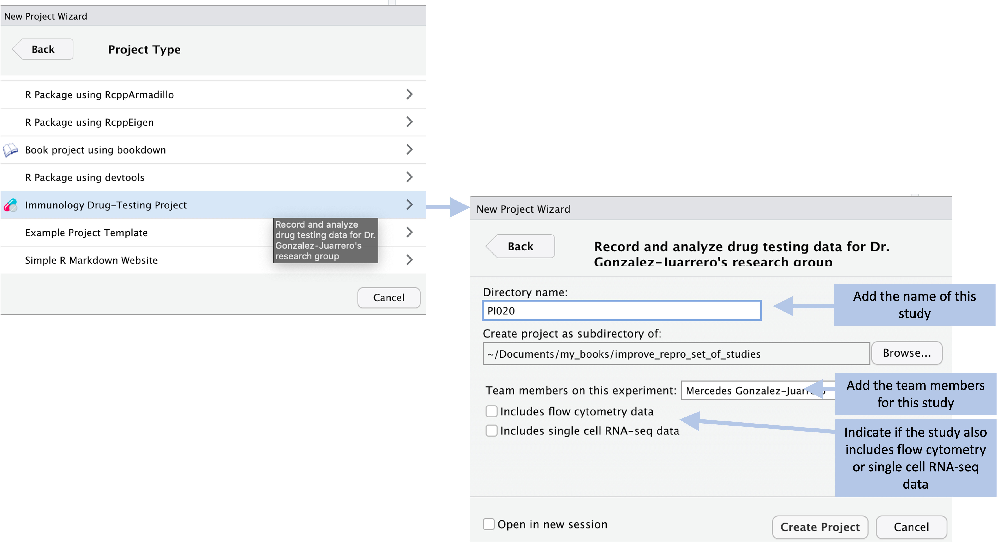 New Project Wizard
Back
Project Type
R Package using RcppArmadillo
R Package using RcppEigen
Book project using bookdown
R Package using devtools
Immunology Drug-Testing Project
Example Project Template
Simple R Markdown Website
Record and analyze
drug testing data for Dr.
Gonzalez-Juarrero's
research group
Cancel
New Project Wizard
Back
Record and analyze drug testing data for Dr.
Gonzalez-Juarrero's research group
Directory name:
PI020
Add the name of this
study
Create project as subdirectory of:
~/Documents/my_books/improve_repro_set_of_studies
Browse...
Team members on this experiment:
Mercedes Gonzalez-Juarrero
Add the team members
for this study
Includes flow cytometry data
Includes single cell RNA-seq data
Indicate if the study also
includes flow cytometry
or single cell RNA-seq
data
Open in new session
Create Project
Cancel